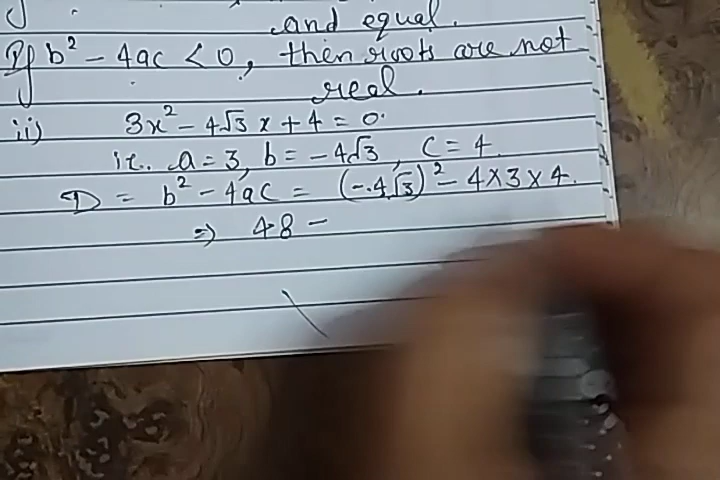 and equal.
If b² - 4ac < 0, then roots are not
real.
ii) 3x² - 4√3 x + 4 = 0.
i.e. a = 3, b = -4√3, c = 4.
D = b² - 4ac = (-4√3)² - 4×3×4.
⇒ 48 -